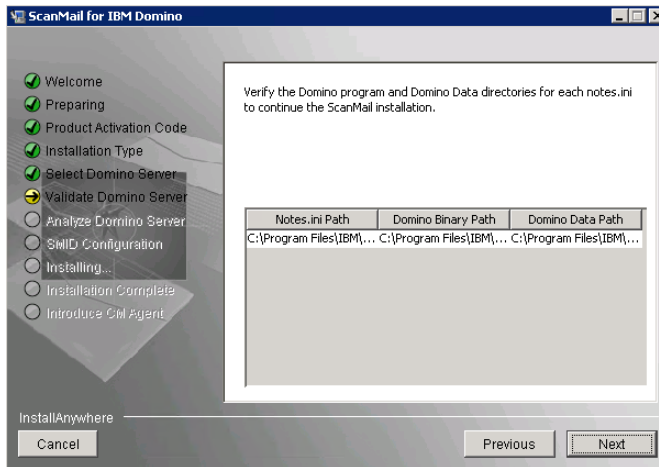 ScanMail for IBM Domino
Welcome
Preparing
Product Activation Code
Installation Type
Select Domino Server
Validate Domino Server
Analyze Domino Server
SMID Configuration
Installing...
Installation Complete
Introduce CM Agent
Verify the Domino program and Domino Data directories for each notes.ini
to continue the ScanMail installation.
Notes.ini Path Domino Binary Path Domino Data Path
C:\Program Files\IBM\... C:\Program Files\IBM\... C:\Program Files\IBM\...
InstallAnywhere
Cancel Previous Next